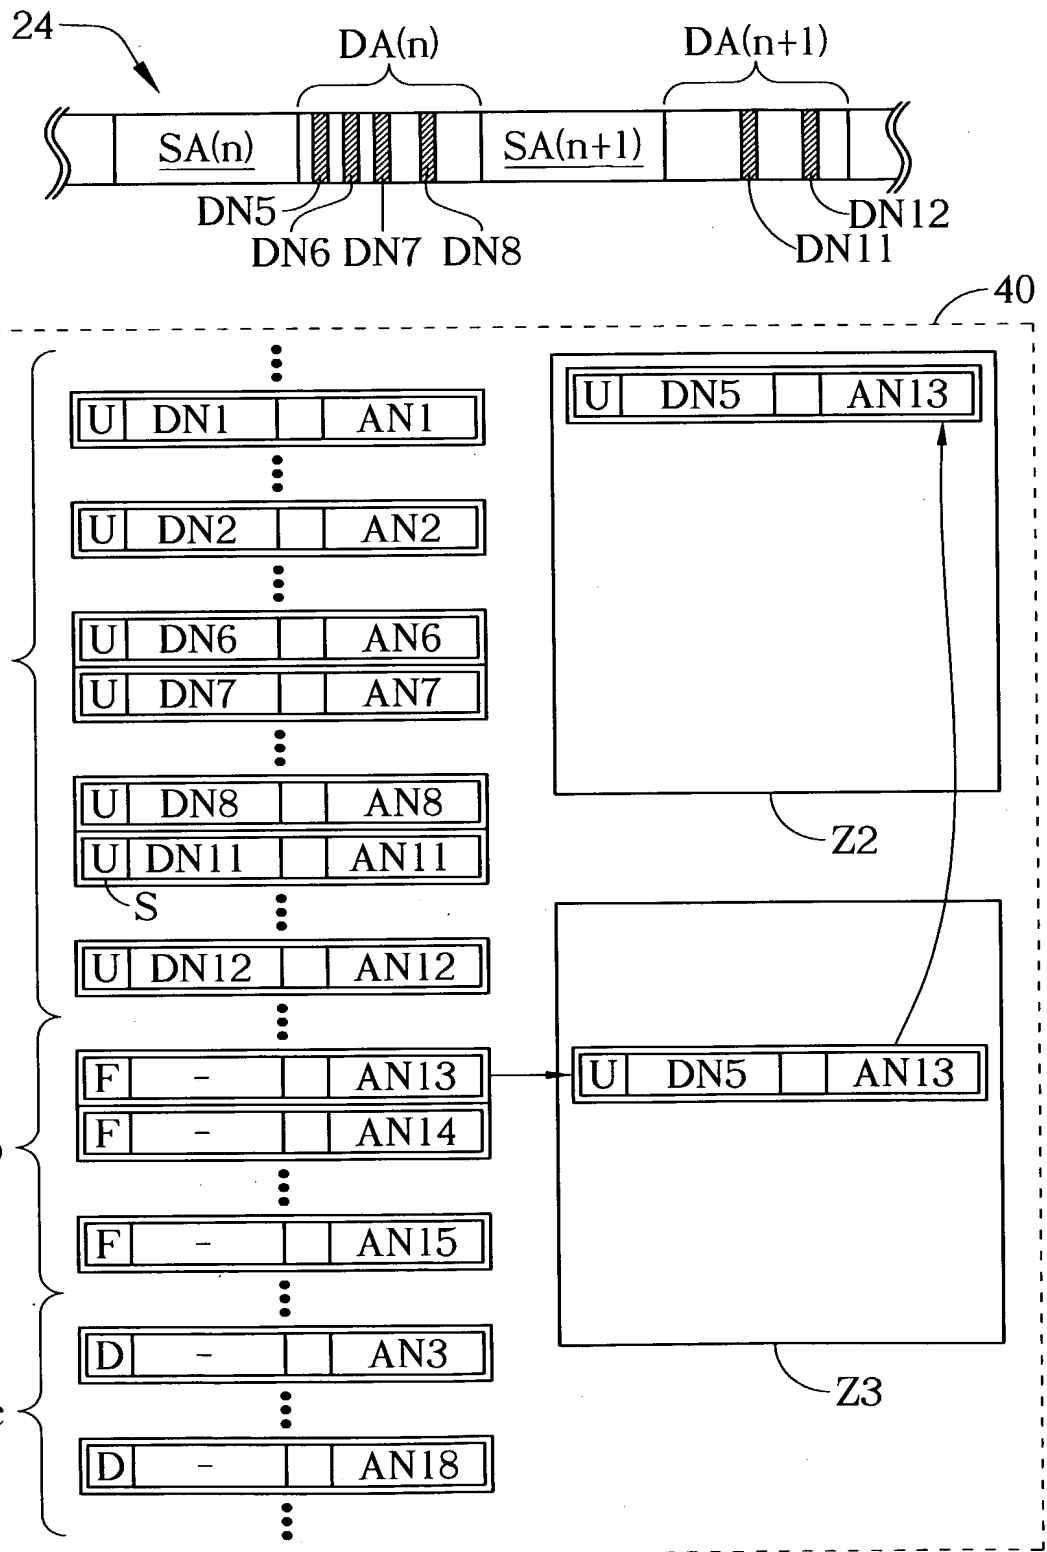 24
DA(n)
DA(n+1)
SA(n)
SA(n+1)
DN5
DN6
DN7
DN8
DN11
DN12
40
U DN1 AN1
U DN2 AN2
U DN6 AN6
U DN7 AN7
U DN8 AN8
U DN11 AN11
S
U DN12 AN12
F - AN13
F - AN14
F - AN15
D - AN3
D - AN18
U DN5 AN13
Z2
U DN5 AN13
Z3